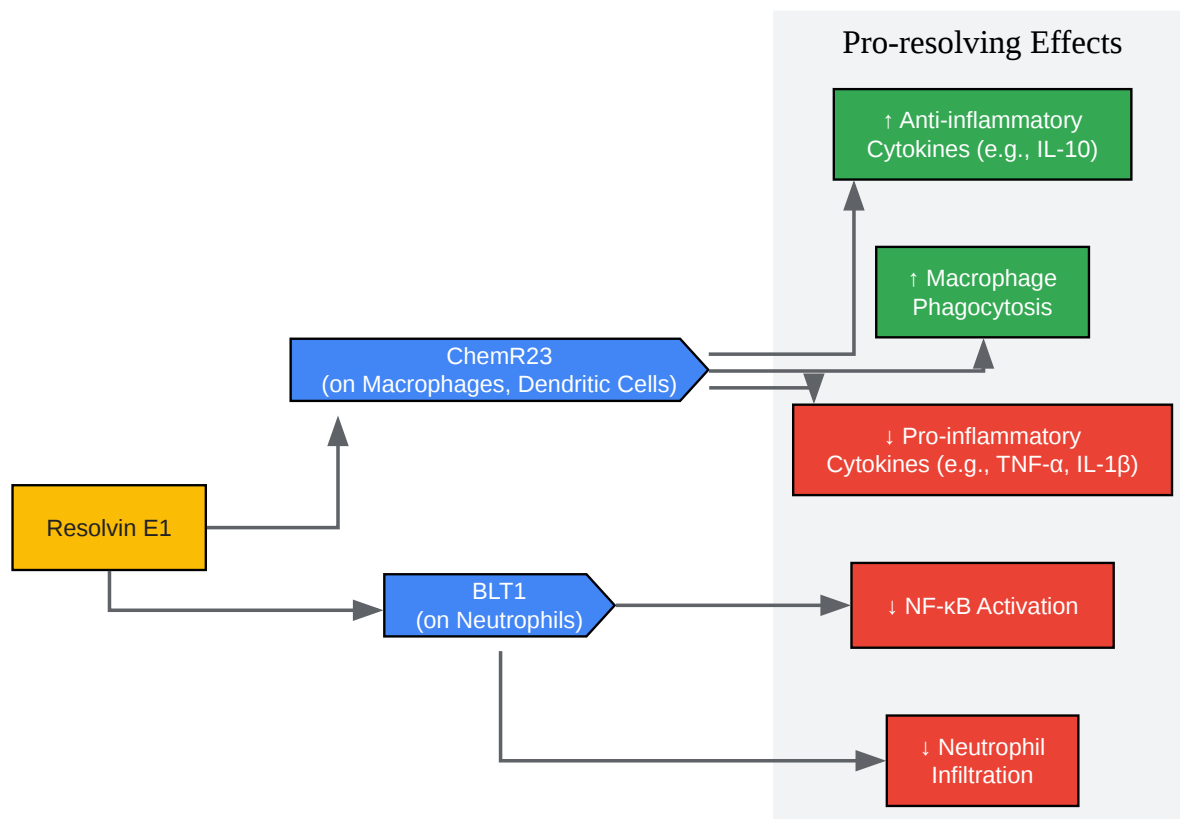 Pro-resolving Effects
↑ Anti-inflammatory
Cytokines (e.g., IL-10)
↑ Macrophage
Phagocytosis
ChemR23
(on Macrophages, Dendritic Cells)
↓ Pro-inflammatory
Cytokines (e.g., TNF-α, IL-1β)
Resolvin E1
BLT1
(on Neutrophils)
↓ NF-κB Activation
↓ Neutrophil
Infiltration